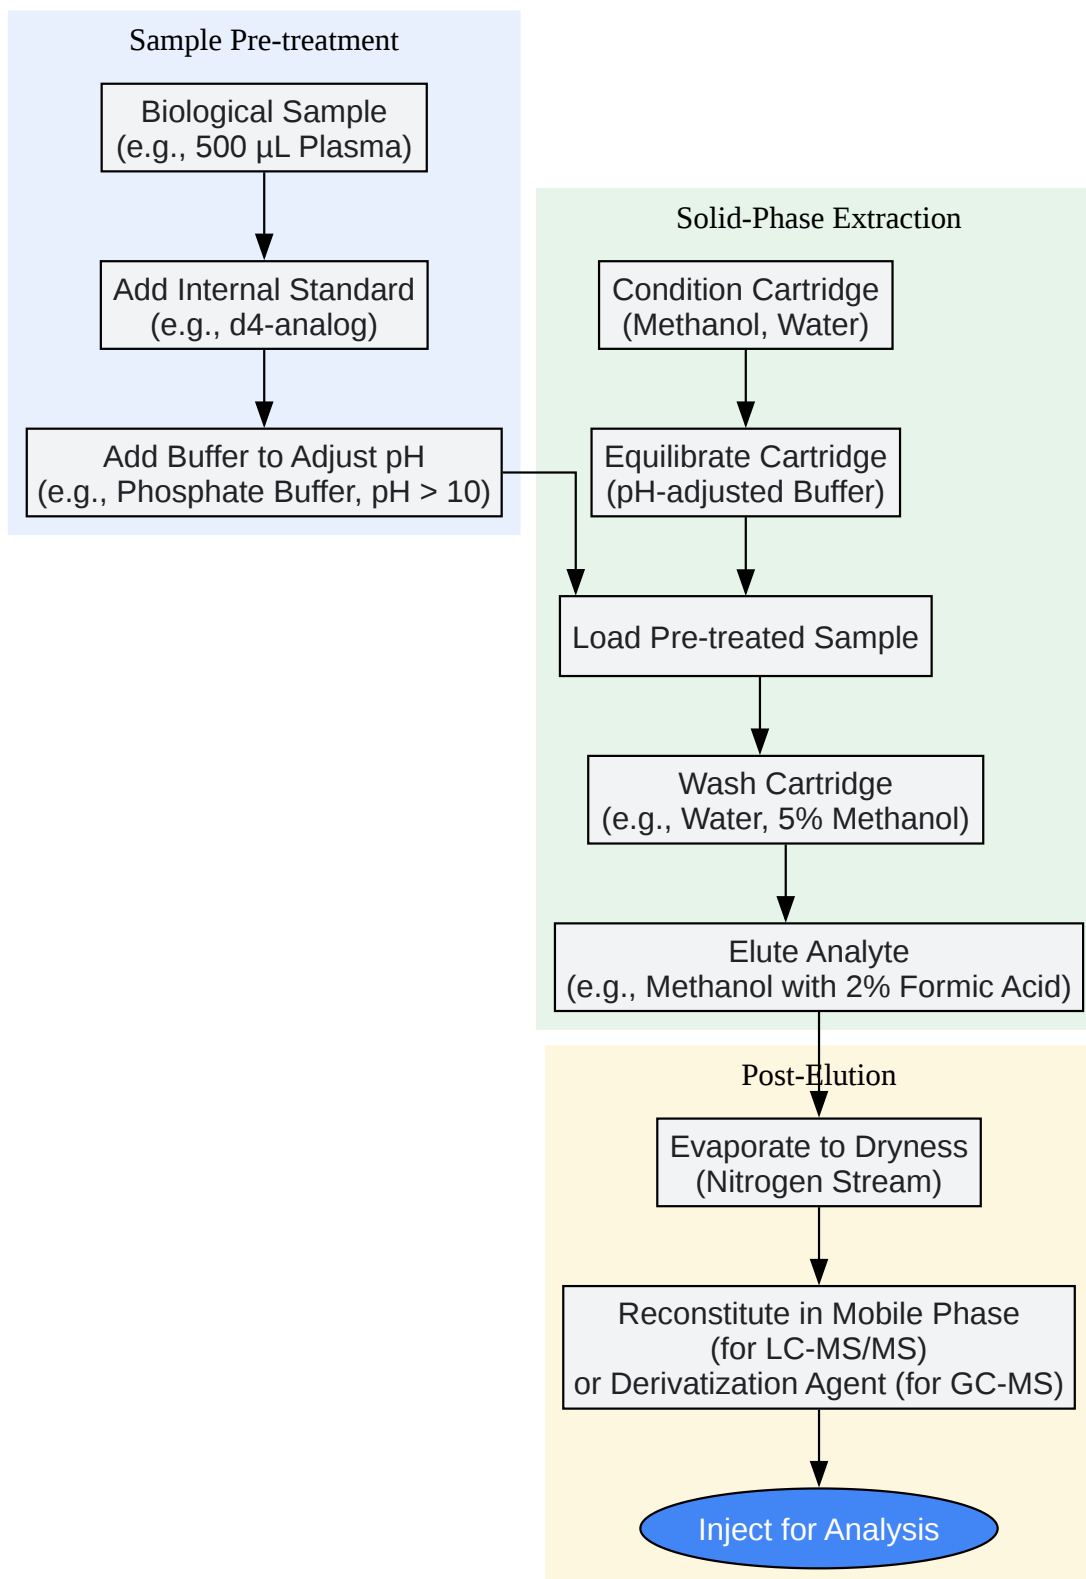 Sample Pre-treatment
Biological Sample
(e.g., 500 µL Plasma)
Add Internal Standard
(e.g., d4-analog)
Add Buffer to Adjust pH
(e.g., Phosphate Buffer, pH > 10)
Solid-Phase Extraction
Condition Cartridge
(Methanol, Water)
Equilibrate Cartridge
(pH-adjusted Buffer)
Load Pre-treated Sample
Wash Cartridge
(e.g., Water, 5% Methanol)
Elute Analyte
(e.g., Methanol with 2% Formic Acid)
Post-Elution
Evaporate to Dryness
(Nitrogen Stream)
Reconstitute in Mobile Phase
(for LC-MS/MS)
or Derivatization Agent (for GC-MS)
Inject for Analysis